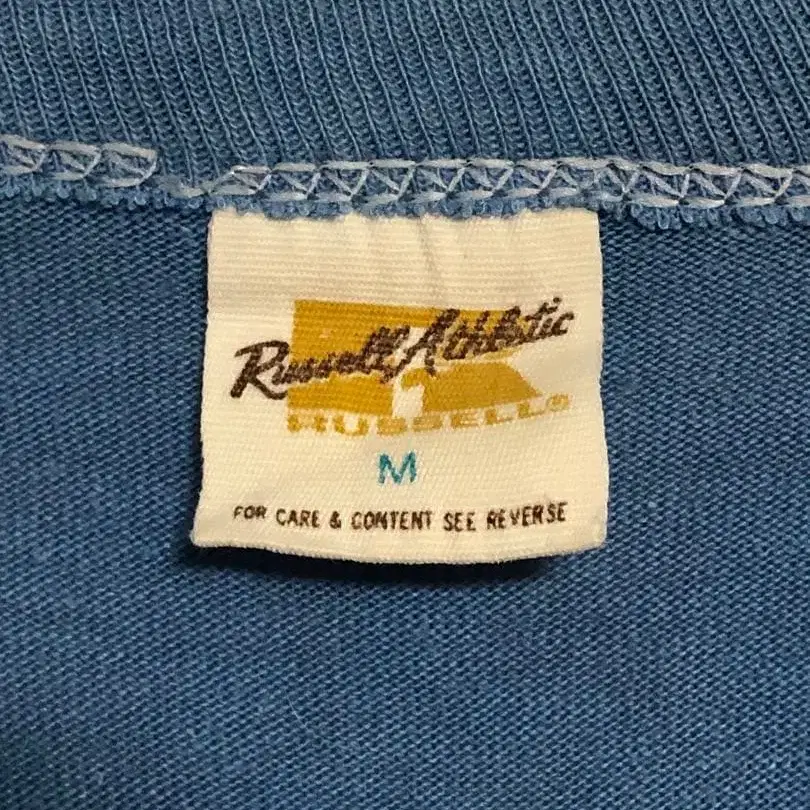 Russell Athletic
RUSSELL®
M
FOR CARE & CONTENT SEE REVERSE